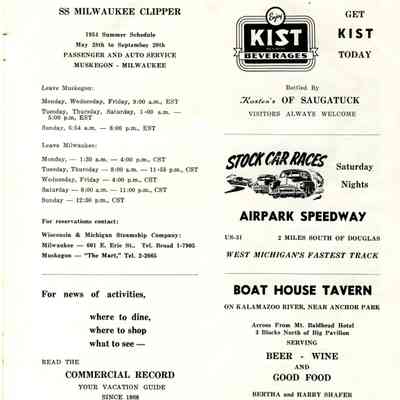 SS MILWAUKEE CLIPPER
1954 Summer Schedule
May 28th to September 29th
PASSENGER AND AUTO SERVICE
MUSKEGON - MILWAUKEE
Leave Muskegon:
Monday, Wednesday, Friday, 9:00 a.m., EST
Tuesday, Thursday, Saturday, 1:00 a.m. — 5:00 p.m, EST
Sunday, 6:54 a.m. — 6:00 p.m., EST
Leave Milwaukee:
Monday, — 1:30 a.m. — 4:00 p.m., CST
Tuesday, Thursday — 8:00 a.m. — 11:55 p.m., CST
Wednesday, Friday — 4:00 p.m., CST
Saturday — 8:00 a.m. — 11:00 p.m., CST
Sunday — 12:30 p.m., CST
For reservations contact:
Wisconsin & Michigan Steamship Company:
Milwaukee — 601 E. Erie St., Tel. Broad 1-7905
Muskegon — "The Mart," Tel. 2-2665
For news of activities,
where to dine,
where to shop
what to see —
READ THE
COMMERCIAL RECORD
YOUR VACATION GUIDE
SINCE 1868
Enjoy
KIST
BEVERAGES
GET
KIST
TODAY
Bottled By
Koster's OF SAUGATUCK
VISITORS ALWAYS WELCOME
STOCK CAR RACES
Saturday
Nights
AIRPARK SPEEDWAY
US-31 2 MILES SOUTH OF DOUGLAS
WEST MICHIGAN'S FASTEST TRACK
BOAT HOUSE TAVERN
ON KALAMAZOO RIVER, NEAR ANCHOR PARK
Across From Mt. Baldhead Hotel
2 Blocks North of Big Pavilion
SERVING
BEER - WINE
AND
GOOD FOOD
BERTHA and HARRY SHAFER